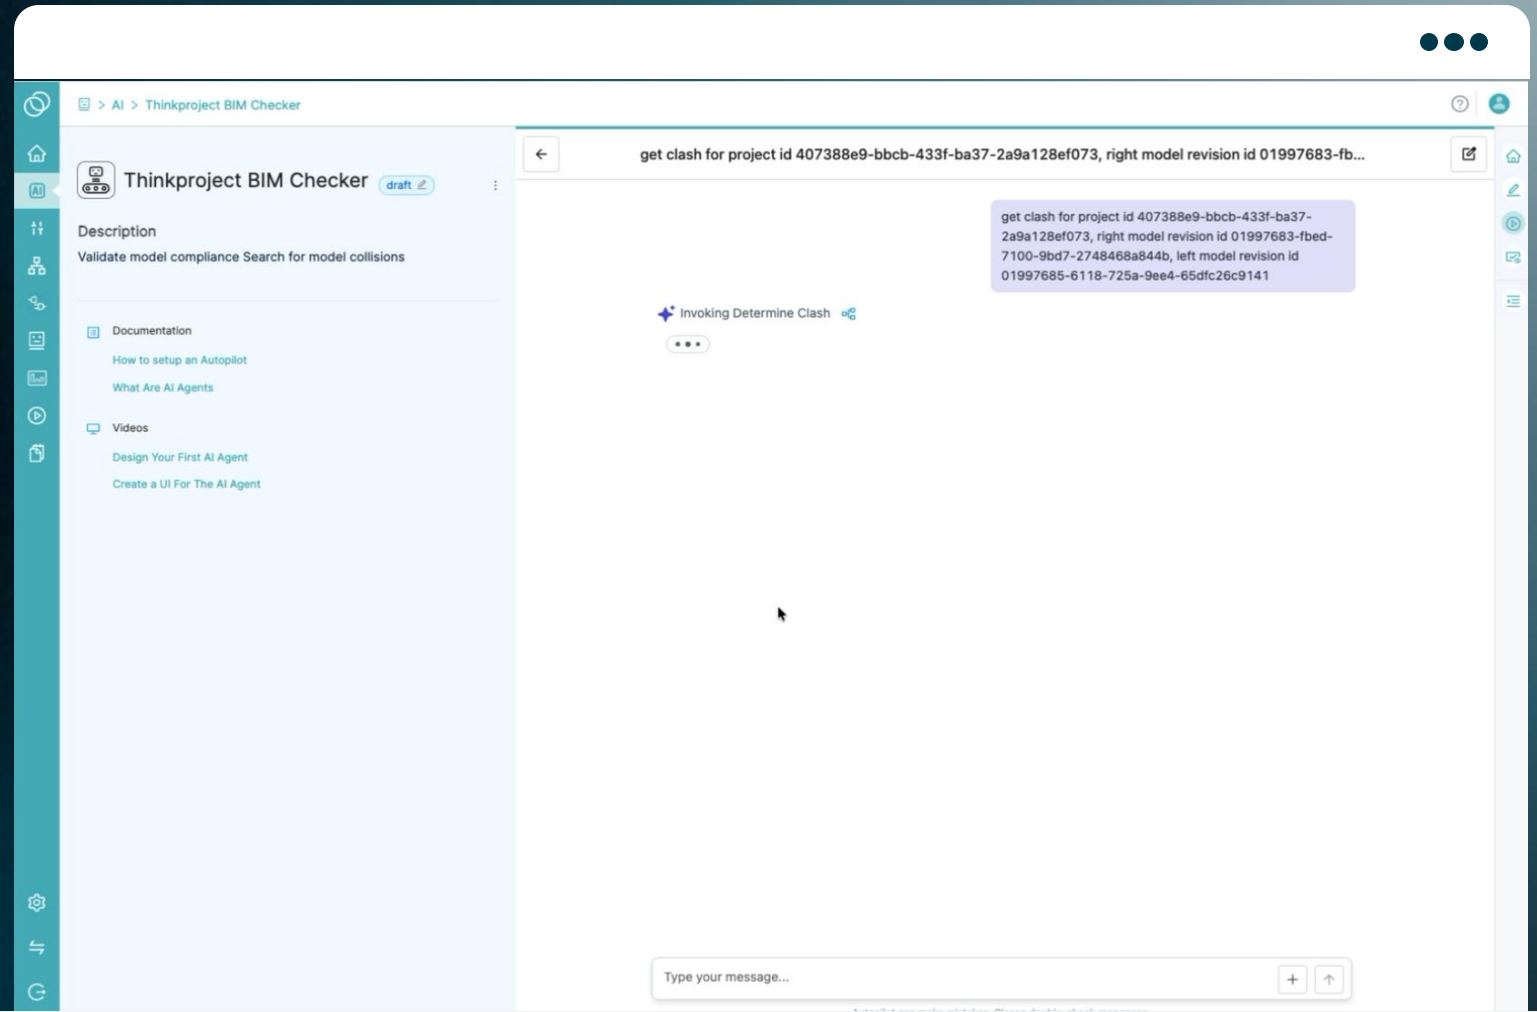 > AI > Thinkproject BIM Checker
Thinkproject BIM Checker draft
Description
Validate model compliance Search for model collisions
Documentation
How to setup an Autopilot
What Are AI Agents
Videos
Design Your First AI Agent
Create a UI For The AI Agent
get clash for project id 407388e9-bbcb-433f-ba37-2a9a128ef073, right model revision id 01997683-fb...
get clash for project id 407388e9-bbcb-433f-ba37-
2a9a128ef073, right model revision id 01997683-fbed-
7100-9bd7-2748468a844b, left model revision id
01997685-6118-725a-9ee4-65dfc26c9141
Invoking Determine Clash
Type your message...